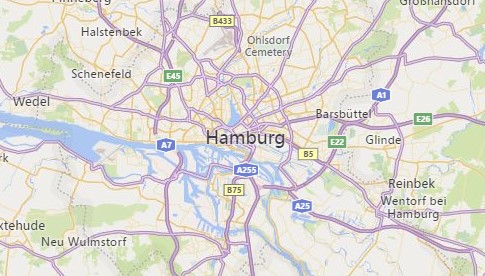 Pinneberg
Großhansdorf
B433
Halstenbek
Ohlsdorf
Cemetery
Schenefeld
E45
Wedel
A1
Barsbüttel
E26
Hamburg
Glinde
E22
A7
B5
A255
B75
Reinbek
A25
Wentorf bei
Hamburg
Neu Wulmstorf